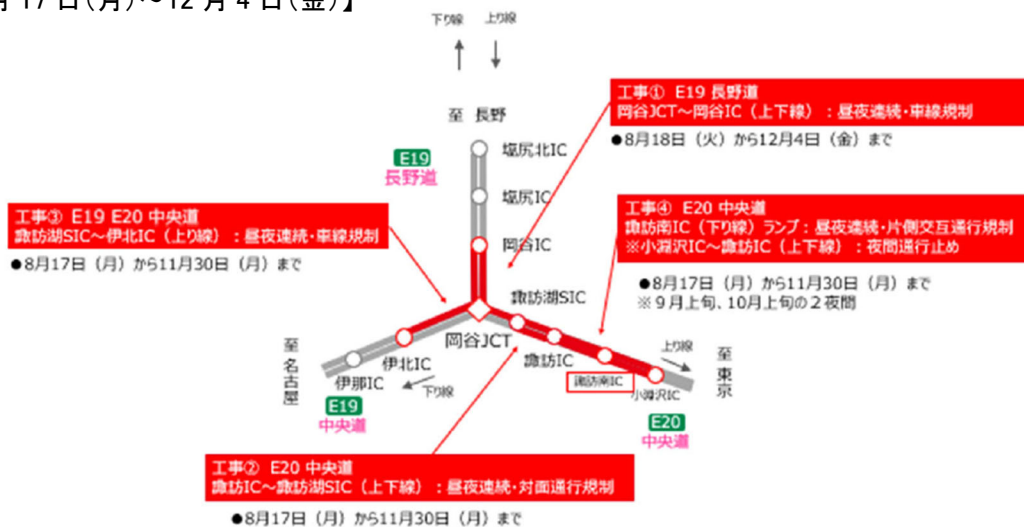 月17日(月)~12月4日(金)】
下り線 上り線
至 長野
工事① E19 長野道
岡谷JCT~岡谷IC(上下線):昼夜連続・車線規制
●8月18日(火)から12月4日(金)まで
塩尻北IC
E19
長野道
塩尻IC
岡谷IC
工事③ E19 E20 中央道
諏訪湖SIC~伊北IC(上り線):昼夜連続・車線規制
●8月17日(月)から11月30日(月)まで
工事④ E20 中央道
諏訪南IC(下り線)ランプ:昼夜連続・片側交互通行規制
※小淵沢IC~諏訪IC(上下線):夜間通行止め
●8月17日(月)から11月30日(月)まで
※9月上旬、10月上旬の2夜間
諏訪湖SIC
岡谷JCT
諏訪IC
諏訪南IC
小淵沢IC
上り線
至 東京
至 名古屋
伊北IC
伊那IC
下り線
E19
中央道
E20
中央道
工事② E20 中央道
諏訪IC~諏訪湖SIC(上下線):昼夜連続・対面通行規制
●8月17日(月)から11月30日(月)まで